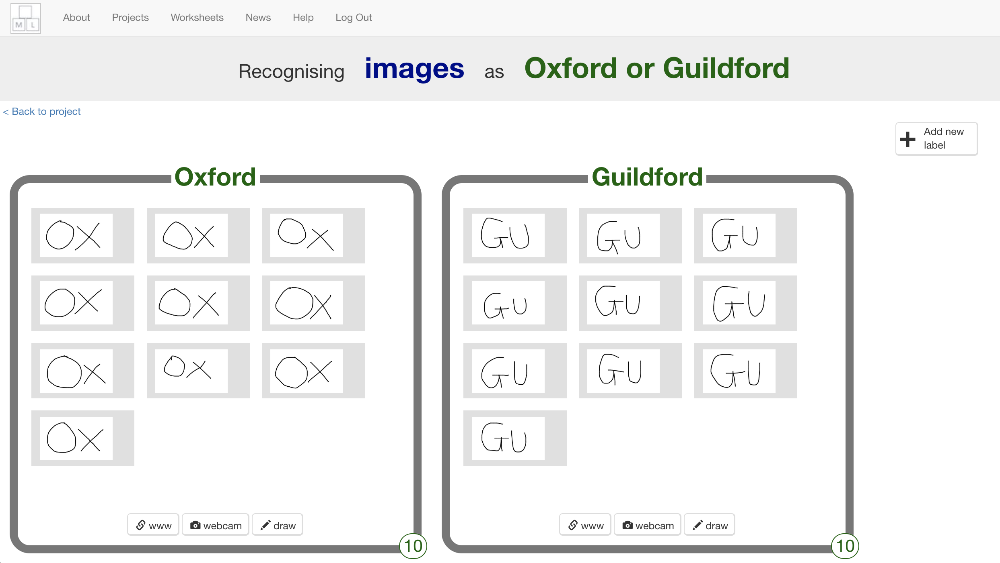 M L About Projects Worksheets News Help Log Out
Recognising images as Oxford or Guildford
< Back to project
Add new
label
Oxford
OX OX OX
OX OX OX
OX OX OX
OX
www webcam draw
10
Guildford
GU GU GU
GU GU GU
GU GU GU
GU
www webcam draw
10